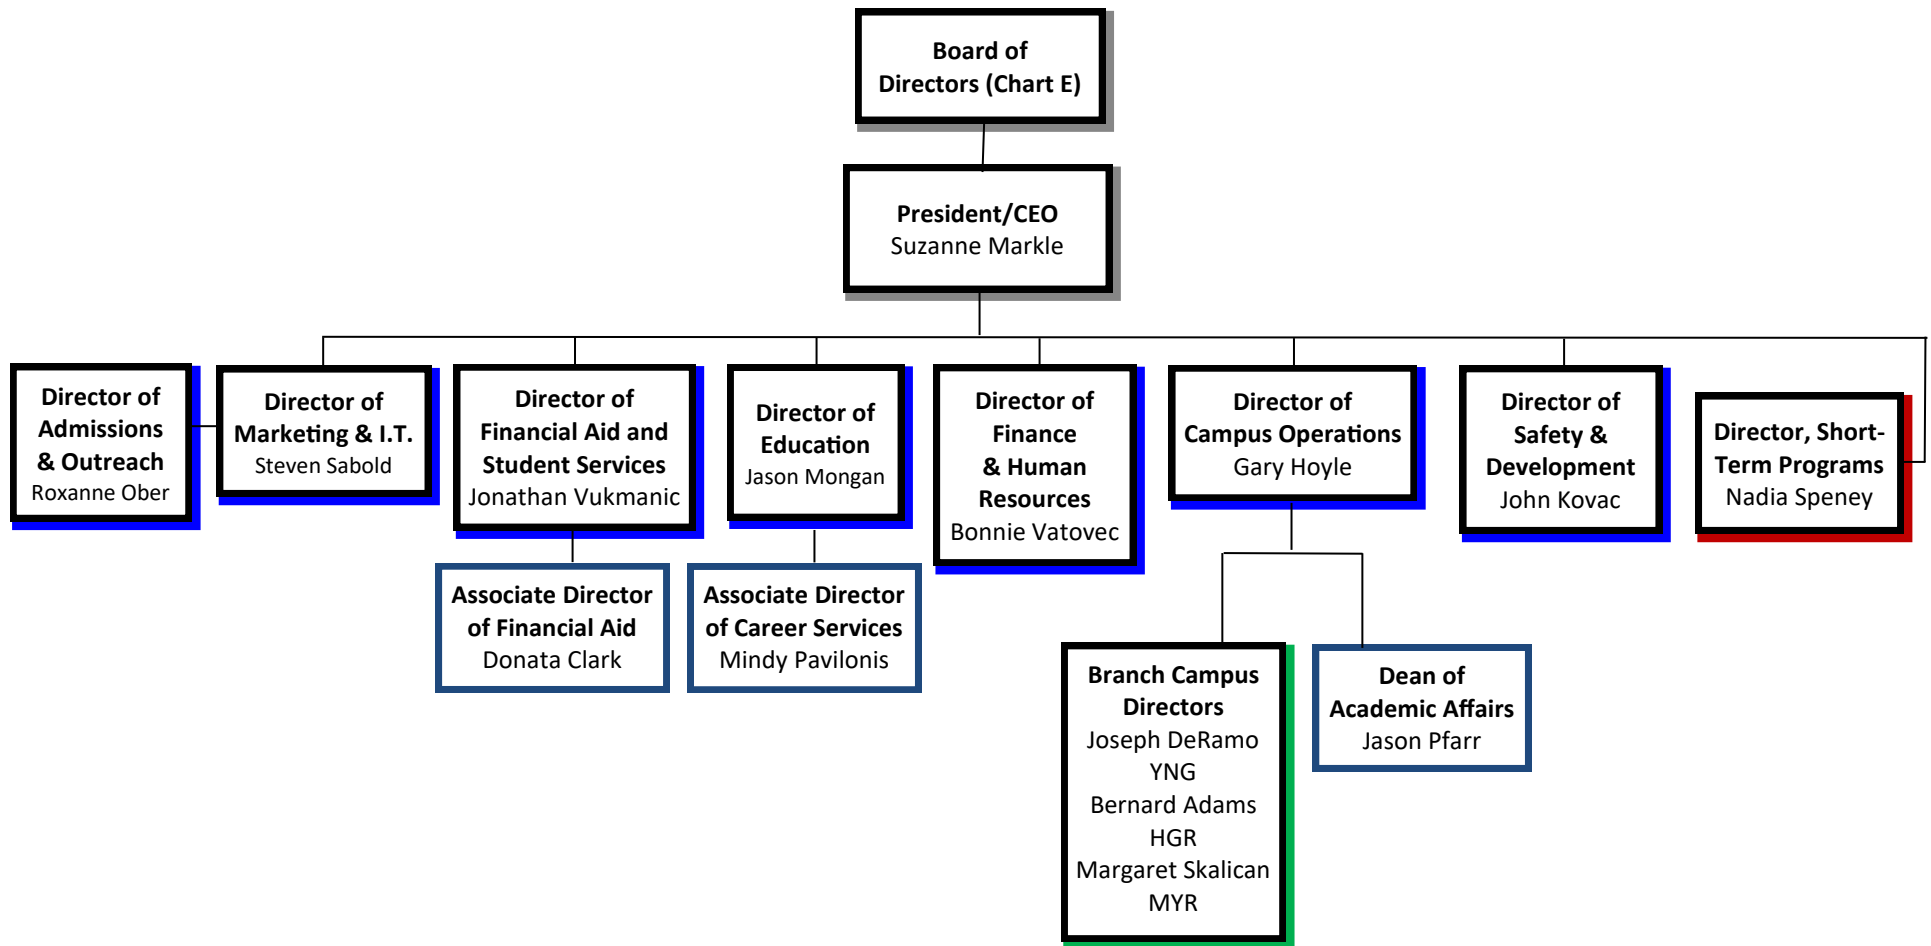 Board of
Directors (Chart E)
President/CEO
Suzanne Markle
Director of
Admissions
& Outreach
Roxanne Ober
Director of
Marketing & I.T.
Steven Sabold
Director of
Financial Aid and
Student Services
Jonathan Vukmanic
Director of
Education
Jason Mongan
Director of
Finance
& Human
Resources
Bonnie Vatovec
Director of
Campus Operations
Gary Hoyle
Director of
Safety &
Development
John Kovac
Director, Short-
Term Programs
Nadia Speney
Associate Director
of Financial Aid
Donata Clark
Associate Director
of Career Services
Mindy Pavilonis
Branch Campus
Directors
Joseph DeRamo
YNG
Bernard Adams
HGR
Margaret Skalican
MYR
Dean of
Academic Affairs
Jason Pfarr